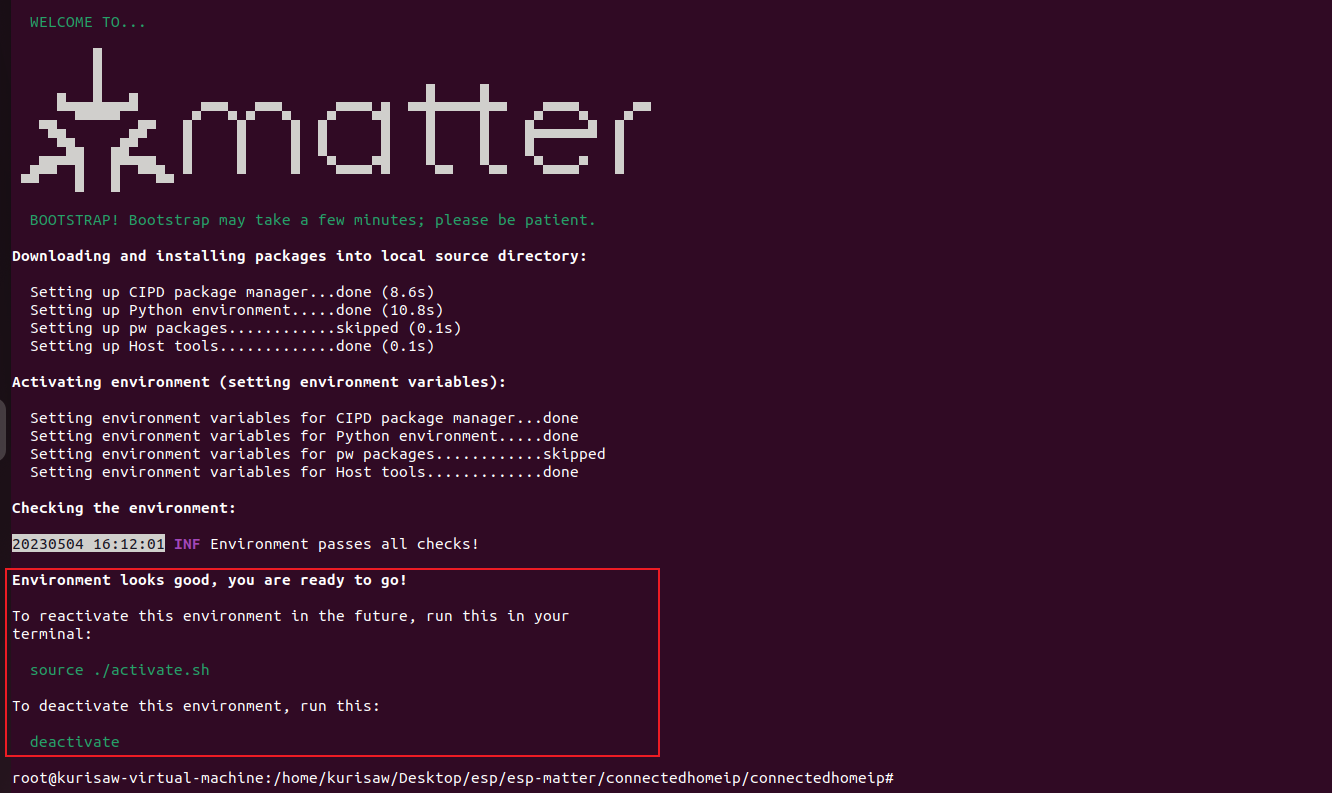 WELCOME TO...
matter
BOOTSTRAP! Bootstrap may take a few minutes; please be patient.
Downloading and installing packages into local source directory:
Setting up CIPD package manager...done (8.6s)
Setting up Python environment.....done (10.8s)
Setting up pw packages............skipped (0.1s)
Setting up Host tools.............done (0.1s)
Activating environment (setting environment variables):
Setting environment variables for CIPD package manager...done
Setting environment variables for Python environment.....done
Setting environment variables for pw packages............skipped
Setting environment variables for Host tools.............done
Checking the environment:
20230504 16:12:01 INF Environment passes all checks!
Environment looks good, you are ready to go!
To reactivate this environment in the future, run this in your
terminal:
source ./activate.sh
To deactivate this environment, run this:
deactivate
root@kurisaw-virtual-machine:/home/kurisaw/Desktop/esp/esp-matter/connectedhomeip/connectedhomeip#